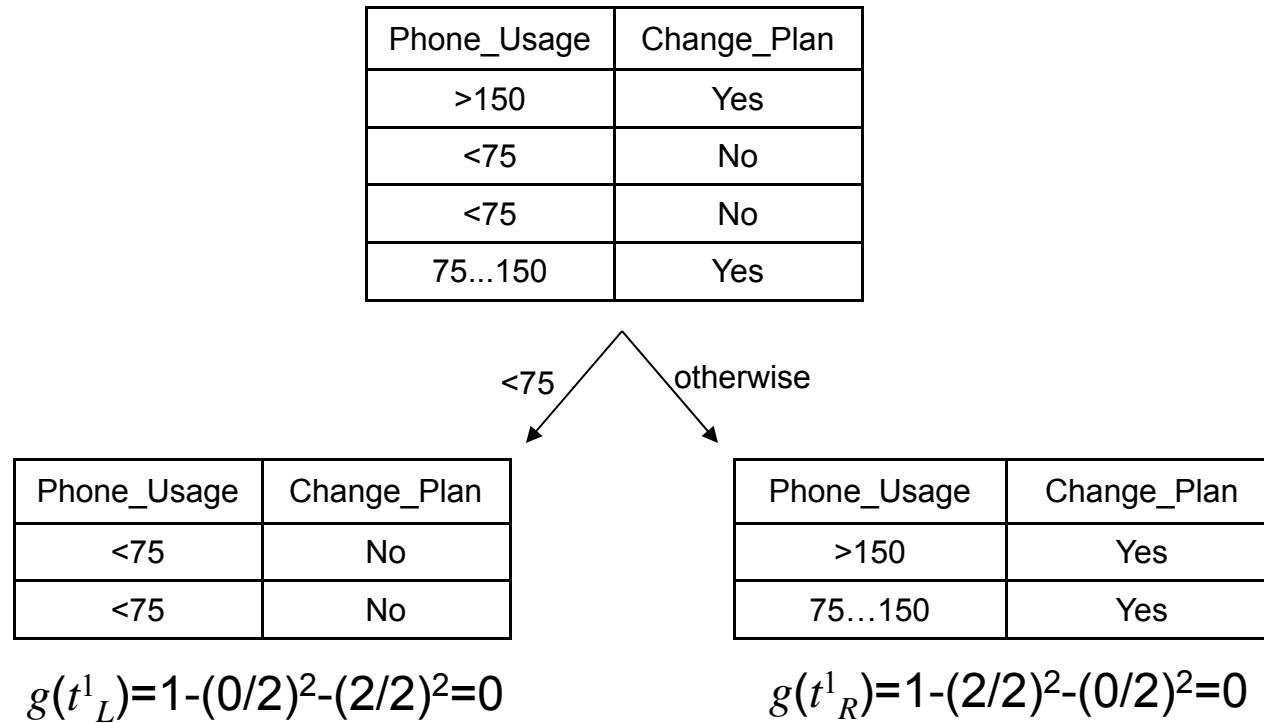 Phone_Usage Change_Plan
>150 Yes
<75 No
<75 No
75...150 Yes
<75 otherwise
Phone_Usage Change_Plan
<75 No
<75 No
g(t¹_L)=1-(0/2)²-(2/2)²=0
Phone_Usage Change_Plan
>150 Yes
75…150 Yes
g(t¹_R)=1-(2/2)²-(0/2)²=0